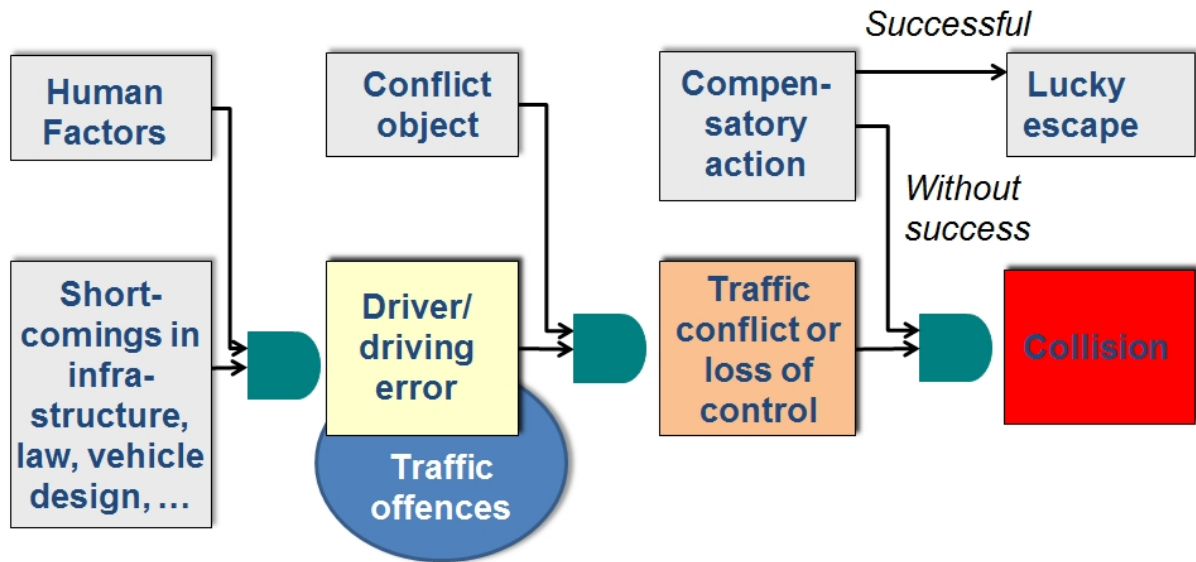 Successful
Human
Factors
Conflict
object
Compen-
satory
action
Lucky
escape
Without
success
Short-
comings in
infra-
structure,
law, vehicle
design, ...
Driver/
driving
error
Traffic
offences
Traffic
conflict or
loss of
control
Collision